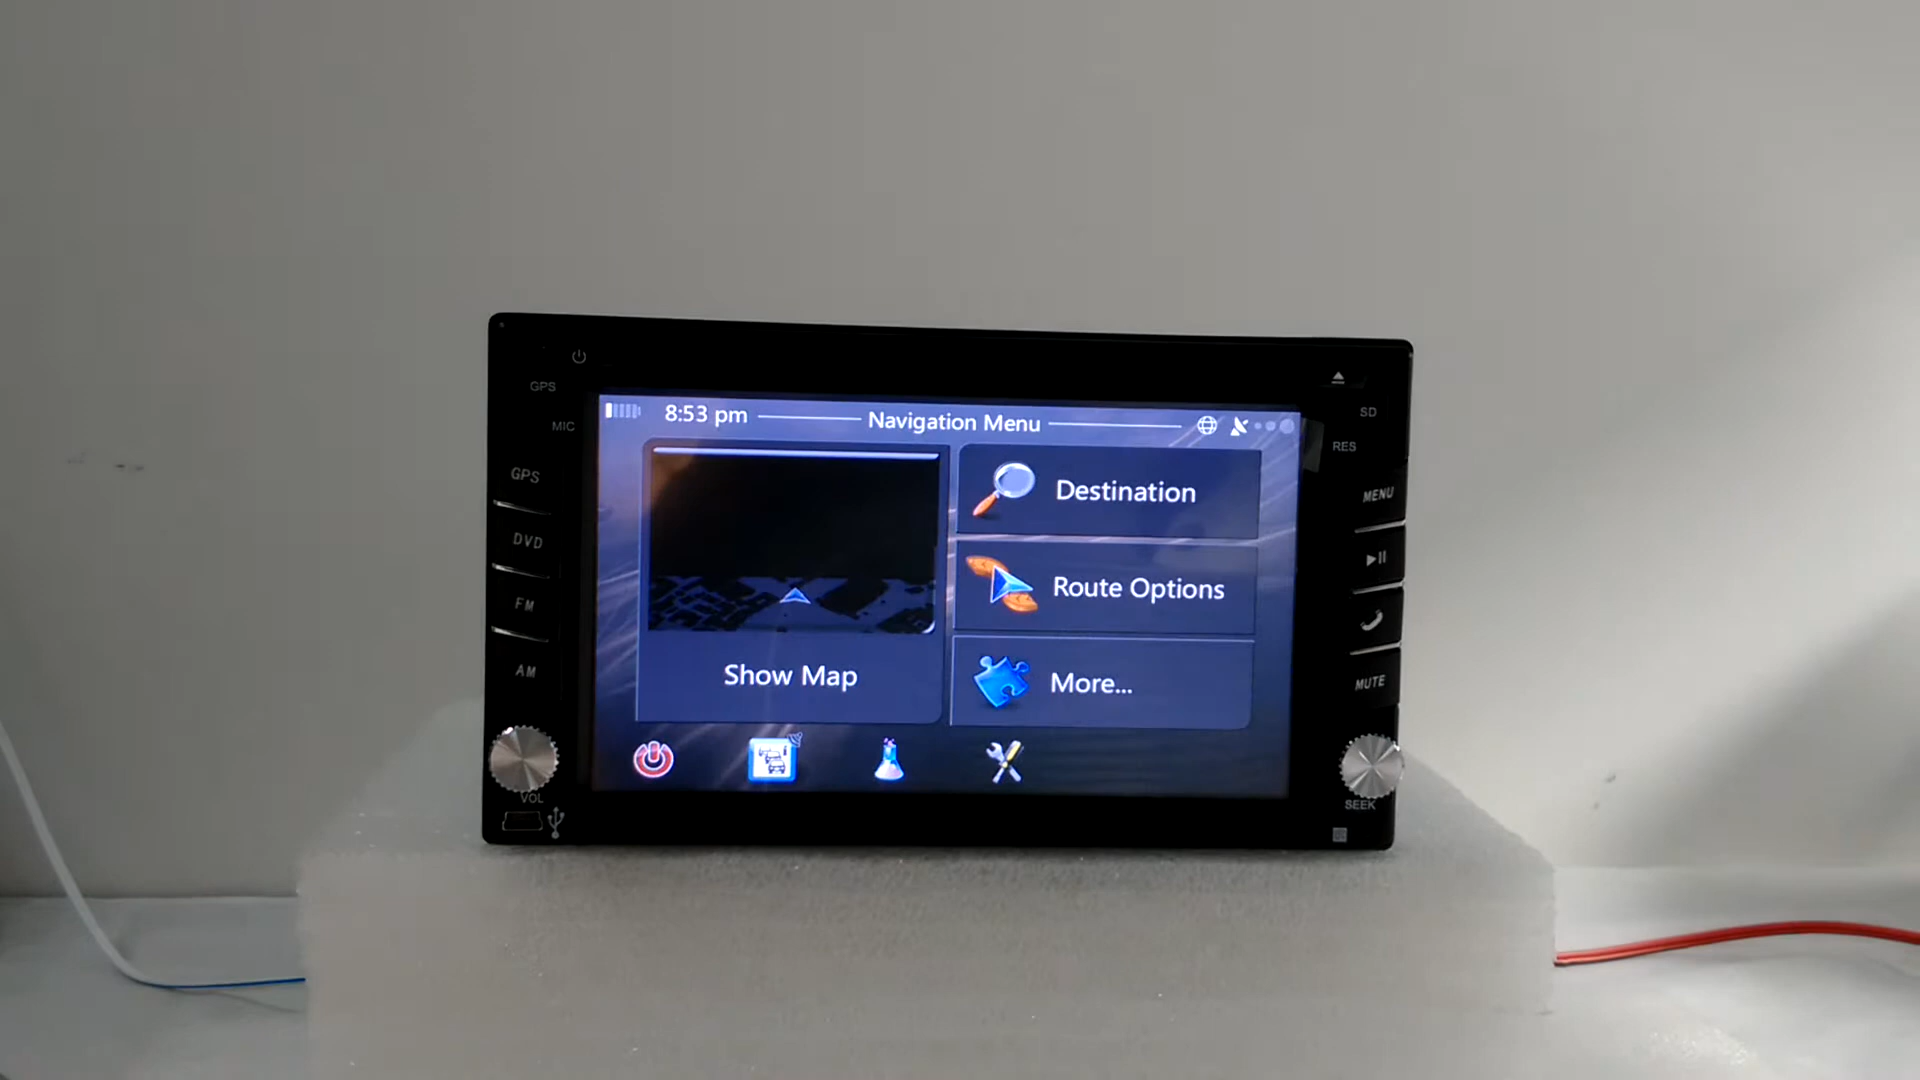 GPS
MIC
GPS
DVD
FM
AM
VOL
8:53 pm
Navigation Menu
Show Map
Destination
Route Options
More...
SD
RES
MENU
MUTE
SEEK